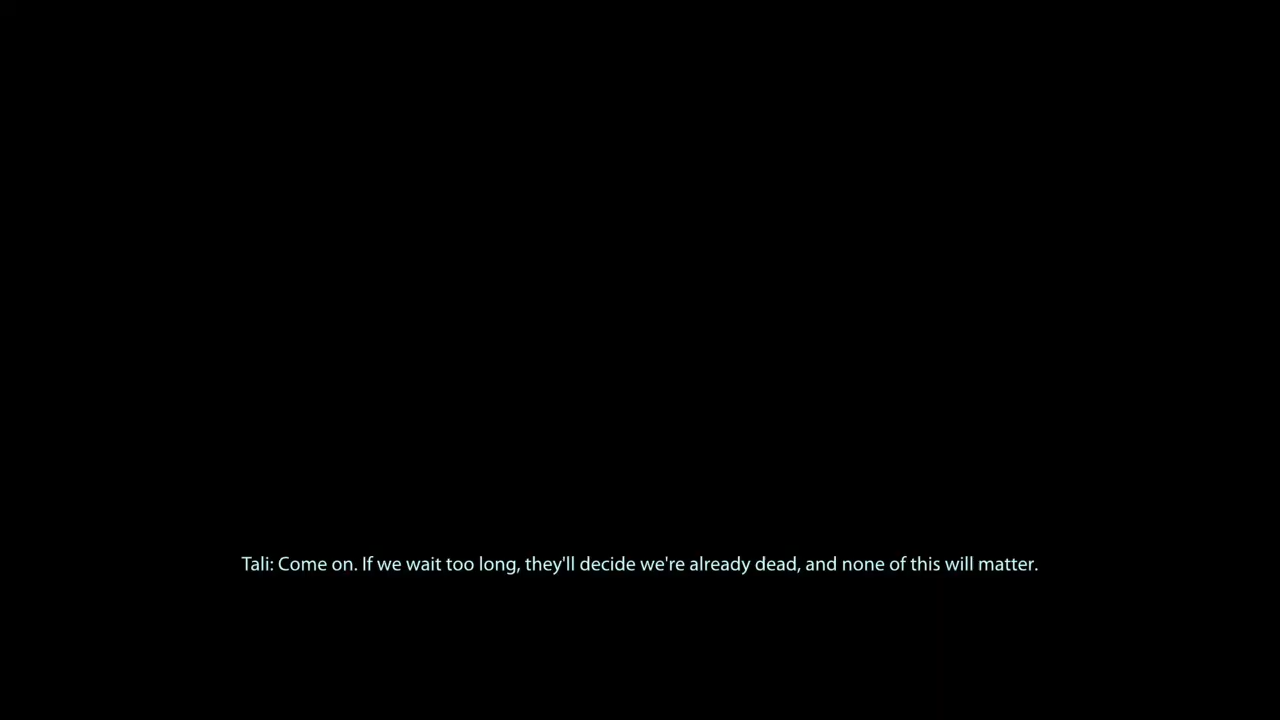 Tali: Come on. If we wait too long, they'll decide we're already dead, and none of this will matter.